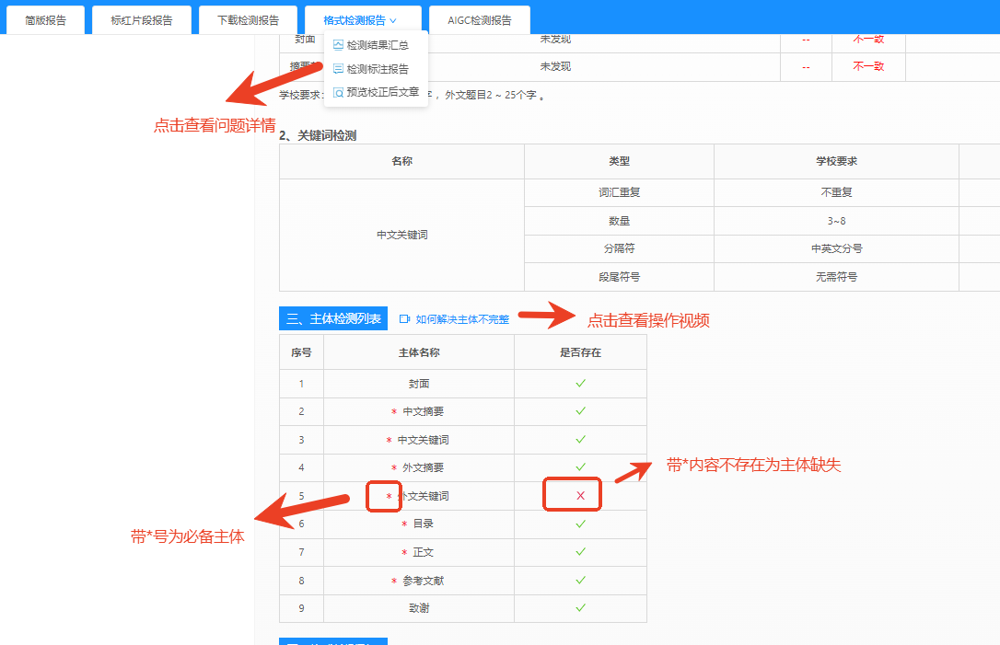 简版报告
标红片段报告
下载检测报告
格式检测报告
AIGC检测报告
检测结果汇总
检测标注报告
预览校正后文章
封面 未发现 -- 不一致
摘要 未发现 -- 不一致
学校要求: 字，外文题目2 ~ 25个字 。
点击查看问题详情
2、关键词检测
名称 类型 学校要求
中文关键词
词汇重复 不重复
数量 3~8
分隔符 中英文分号
段尾符号 无需符号
三、主体检测列表 如何解决主体不完整
点击查看操作视频
序号 主体名称 是否存在
1 封面 ✓
2 * 中文摘要 ✓
3 * 中文关键词 ✓
4 * 外文摘要 ✓
5 * 外文关键词 X
6 * 目录 ✓
7 * 正文 ✓
8 * 参考文献 ✓
9 致谢 ✓
带*内容不存在为主体缺失
带*号为必备主体